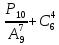 P₁₀/A₉⁷ + C₆⁴